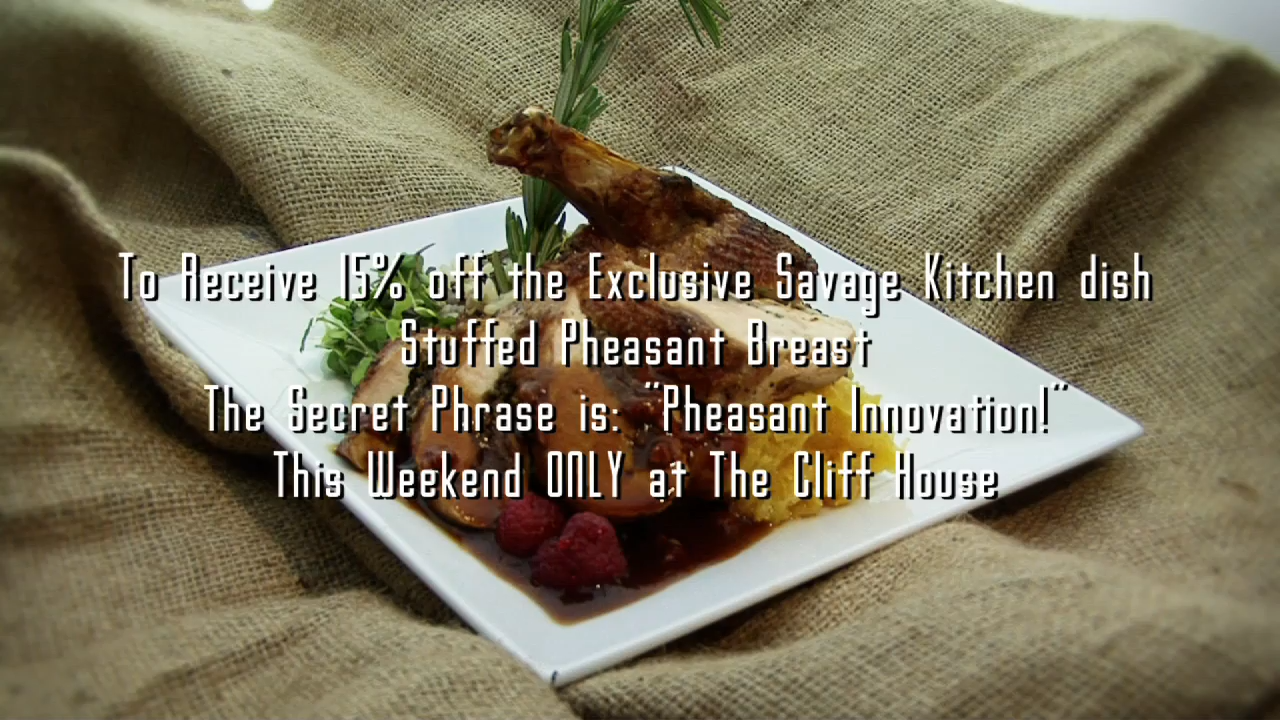 To Receive 15% off the Exclusive Savage Kitchen dish
Stuffed Pheasant Breast
The Secret Phrase is: "Pheasant Innovation!"
This Weekend ONLY at The Cliff House